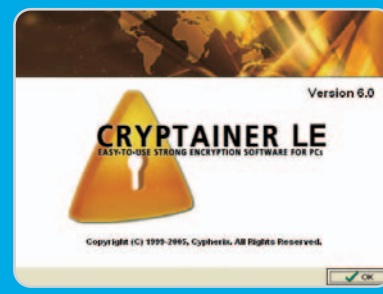 Version 6.0
CRYPTAINER LE
EASY-TO-USE STRONG ENCRYPTION SOFTWARE FOR PCs
Copyright (C) 1999-2005, Cypherix. All Rights Reserved.
OK